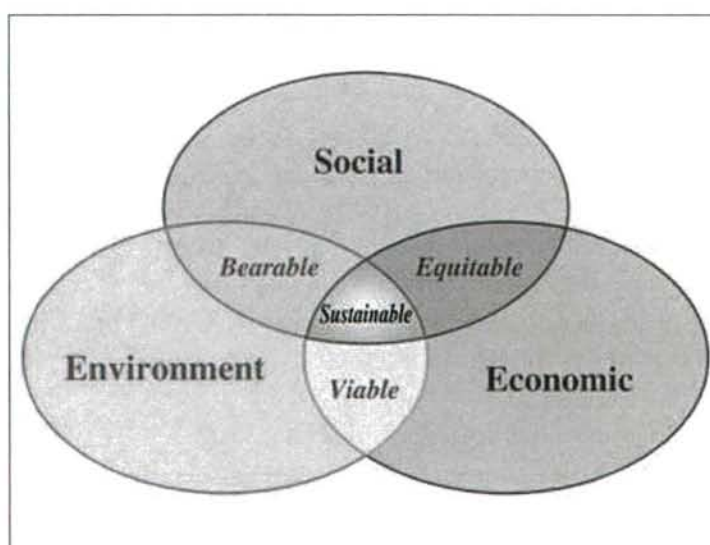 Social
Bearable
Equitable
Sustainable
Environment
Viable
Economic